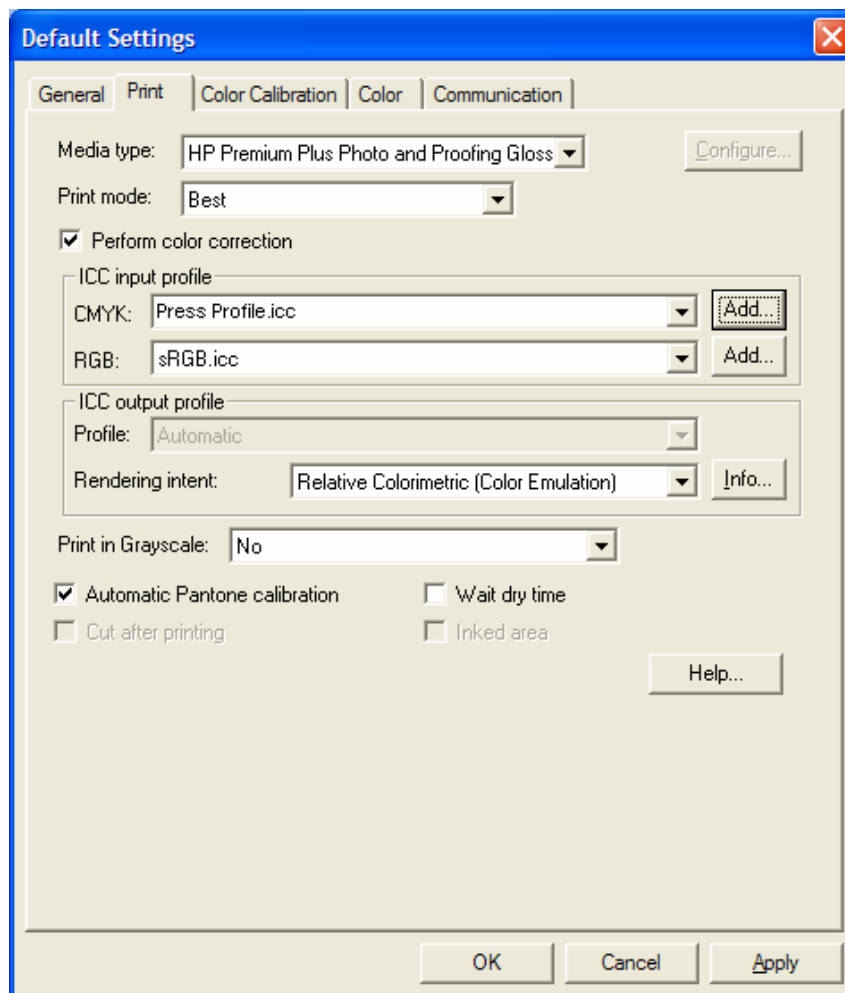 Default Settings
General Print Color Calibration Color Communication
Media type: HP Premium Plus Photo and Proofing Gloss Configure...
Print mode: Best
Perform color correction
ICC input profile
CMYK: Press Profile.icc Add...
RGB: sRGB.icc Add...
ICC output profile
Profile: Automatic
Rendering intent: Relative Colorimetric (Color Emulation) Info...
Print in Grayscale: No
Automatic Pantone calibration Wait dry time
Cut after printing Inked area
Help...
OK Cancel Apply